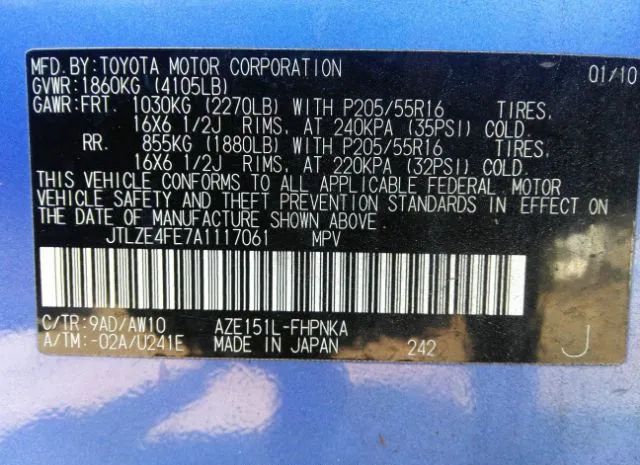 MFD.BY:TOYOTA MOTOR CORPORATION 01/10
GVWR:1860KG (4105LB)
GAWR:FRT. 1030KG (2270LB) WITH P205/55R16 TIRES,
16X6 1/2J RIMS, AT 240KPA (35PSI) COLD.
RR. 855KG (1880LB) WITH P205/55R16 TIRES,
16X6 1/2J RIMS, AT 220KPA (32PSI) COLD.
THIS VEHICLE CONFORMS TO ALL APPLICABLE FEDERAL MOTOR
VEHICLE SAFETY AND THEFT PREVENTION STANDARDS IN EFFECT ON
THE DATE OF MANUFACTURE SHOWN ABOVE
JTLZE4FE7A1117061 MPV
C/TR:9AD/AW10 AZE151L-FHPNKA
A/TM:-02A/U241E MADE IN JAPAN 242 J